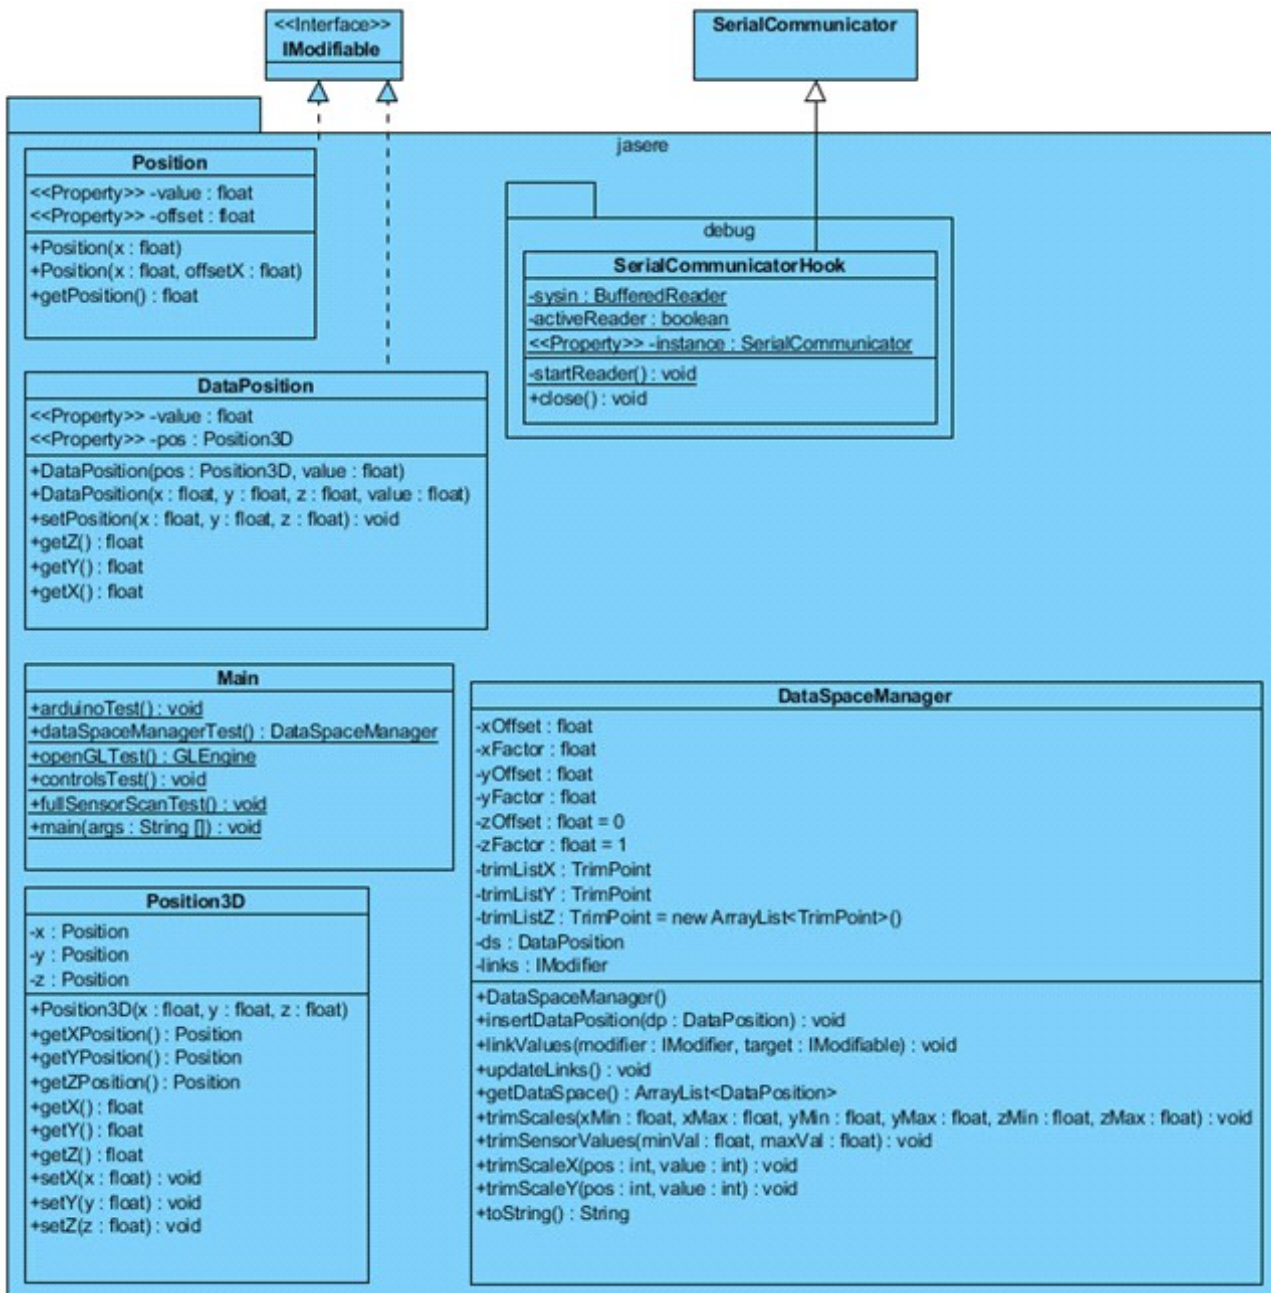 <<Interface>>
IModifiable
SerialCommunicator
jasere
Position
<<Property>> -value : float
<<Property>> -offset : float
+Position(x : float)
+Position(x : float, offsetX : float)
+getPosition() : float
debug
SerialCommunicatorHook
-sysin : BufferedReader
-activeReader : boolean
<<Property>> -instance : SerialCommunicator
-startReader() : void
+close() : void
DataPosition
<<Property>> -value : float
<<Property>> -pos : Position3D
+DataPosition(pos : Position3D, value : float)
+DataPosition(x : float, y : float, z : float, value : float)
+setPosition(x : float, y : float, z : float) : void
+getZ() : float
+getY() : float
+getX() : float
Main
+arduinoTest() : void
+dataSpaceManagerTest() : DataSpaceManager
+openGLTest() : GLEngine
+controlsTest() : void
+fullSensorScanTest() : void
+main(args : String []) : void
DataSpaceManager
-xOffset : float
-xFactor : float
-yOffset : float
-yFactor : float
-zOffset : float = 0
-zFactor : float = 1
-trimListX : TrimPoint
-trimListY : TrimPoint
-trimListZ : TrimPoint = new ArrayList<TrimPoint>()
-ds : DataPosition
-links : IModifier
+DataSpaceManager()
+insertDataPosition(dp : DataPosition) : void
+linkValues(modifier : IModifier, target : IModifiable) : void
+updateLinks() : void
+getDataSpace() : ArrayList<DataPosition>
+trimScales(xMin : float, xMax : float, yMin : float, yMax : float, zMin : float, zMax : float) : void
+trimSensorValues(minVal : float, maxVal : float) : void
+trimScaleX(pos : int, value : int) : void
+trimScaleY(pos : int, value : int) : void
+toString() : String
Position3D
-x : Position
-y : Position
-z : Position
+Position3D(x : float, y : float, z : float)
+getXPosition() : Position
+getYPosition() : Position
+getZPosition() : Position
+getX() : float
+getY() : float
+getZ() : float
+setX(x : float) : void
+setY(y : float) : void
+setZ(z : float) : void